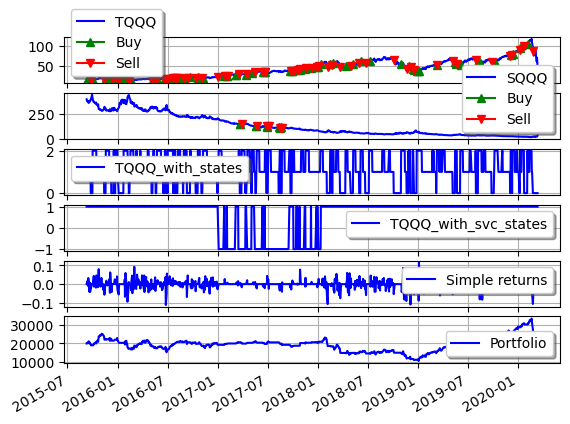 TQQQ
Buy
Sell
100
50
SQQQ
Buy
Sell
250
0
TQQQ_with_states
2
0
TQQQ_with_svc_states
1
0
−1
Simple returns
0.1
0.0
−0.1
Portfolio
30000
20000
10000
2015-07
2016-01
2016-07
2017-01
2017-07
2018-01
2018-07
2019-01
2019-07
2020-01